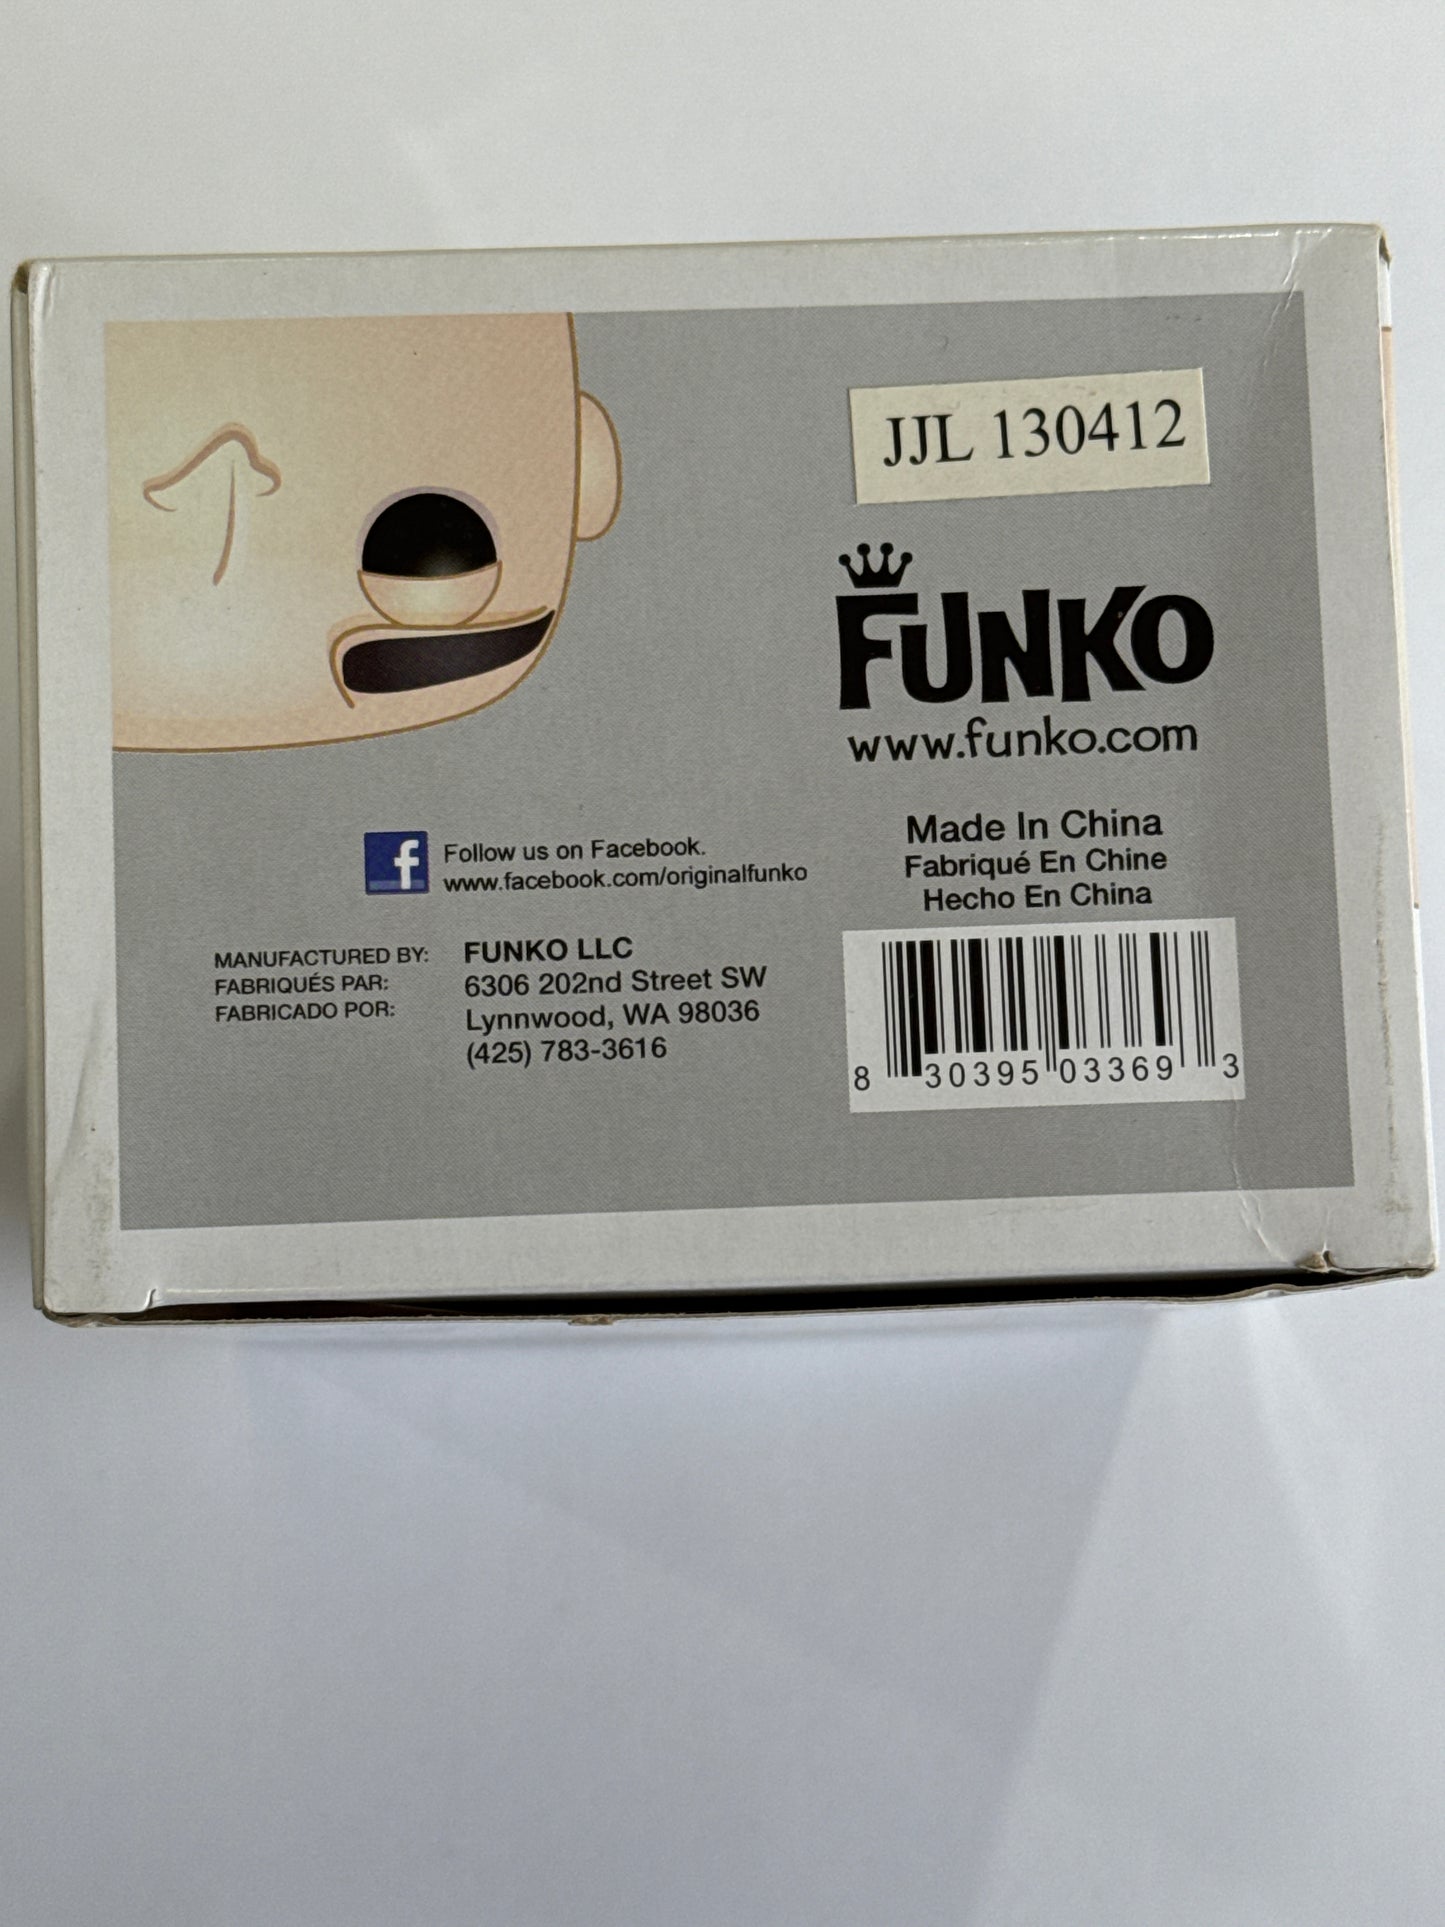 JJL 130412
FUNKO
www.funko.com
f
Follow us on Facebook.
www.facebook.com/originalfunko
Made In China
Fabriqué En Chine
Hecho En China
MANUFACTURED BY:
FABRIQUÉS PAR:
FABRICADO POR:
FUNKO LLC
6306 202nd Street SW
Lynnwood, WA 98036
(425) 783-3616
8 30395 03369 3